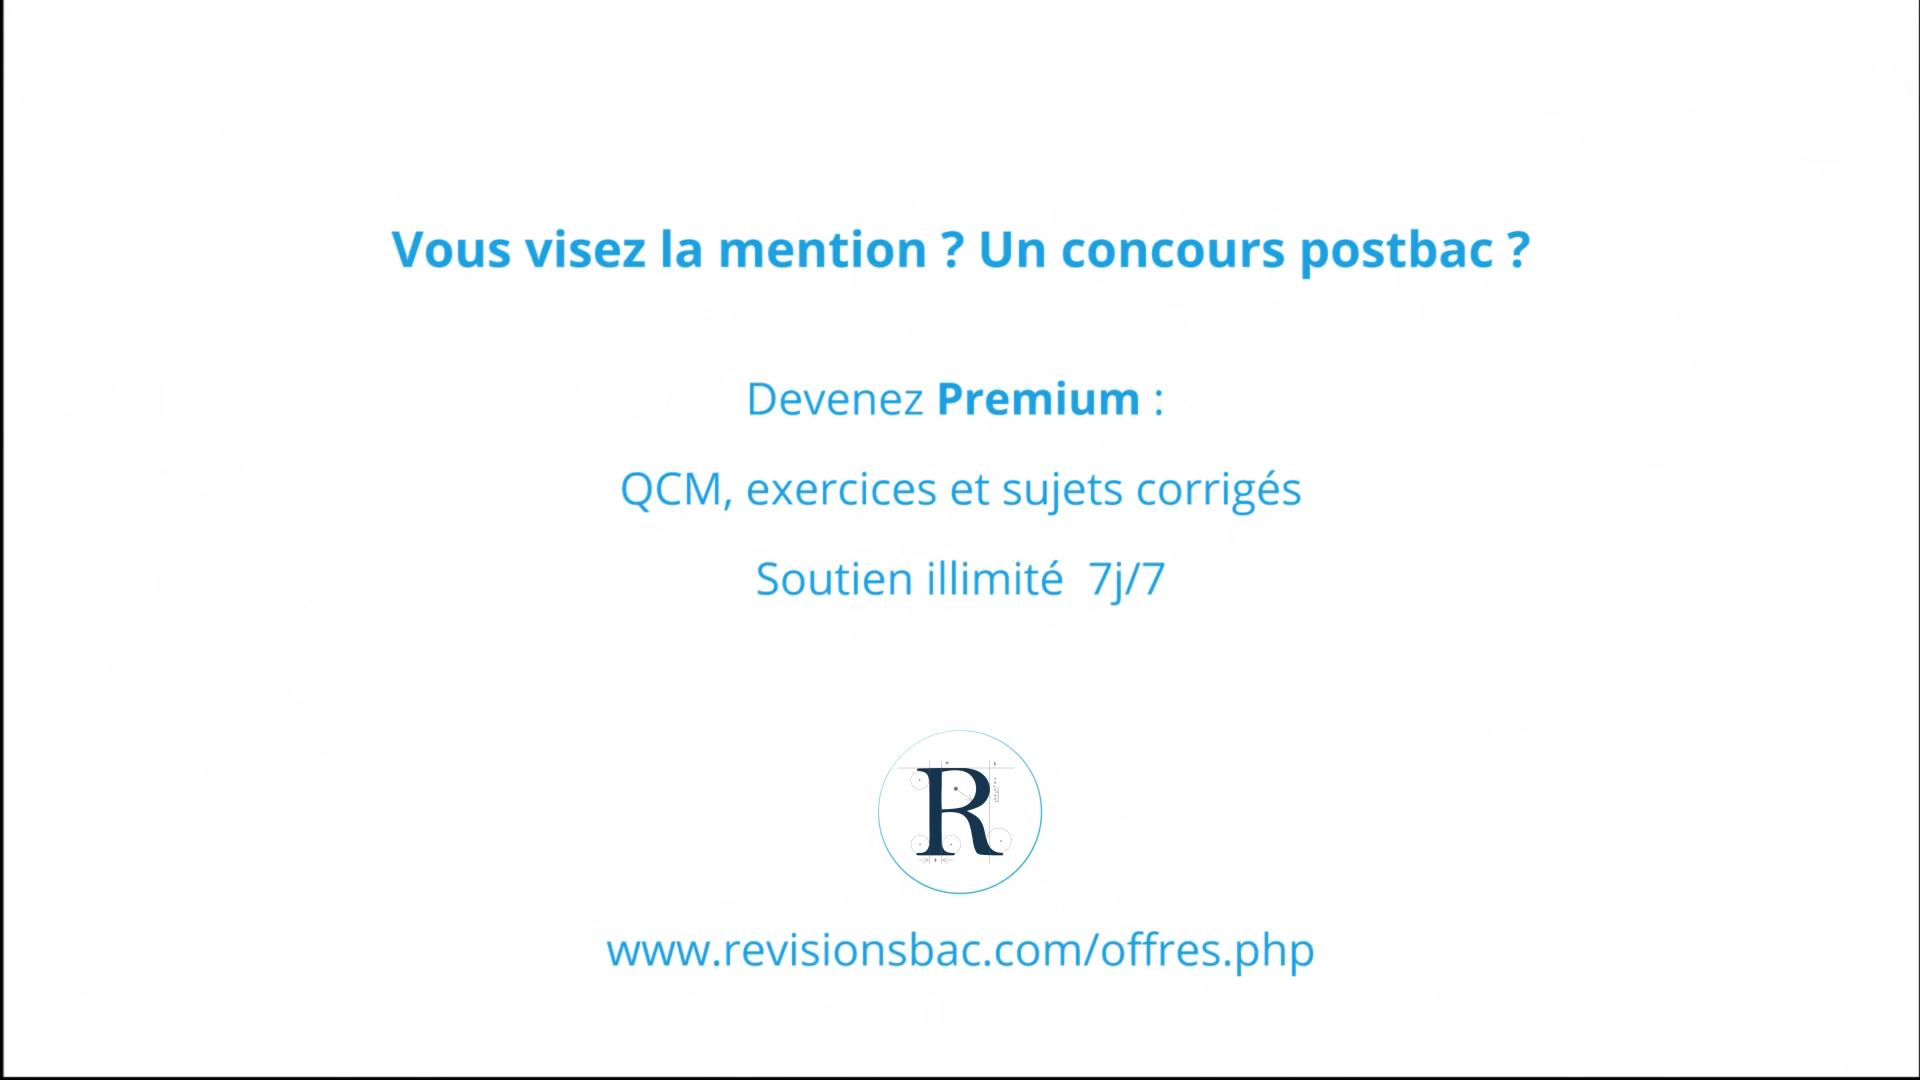 Vous visez la mention ? Un concours postbac ?
Devenez Premium :
QCM, exercices et sujets corrigés
Soutien illimité 7j/7
R
www.revisionsbac.com/offres.php